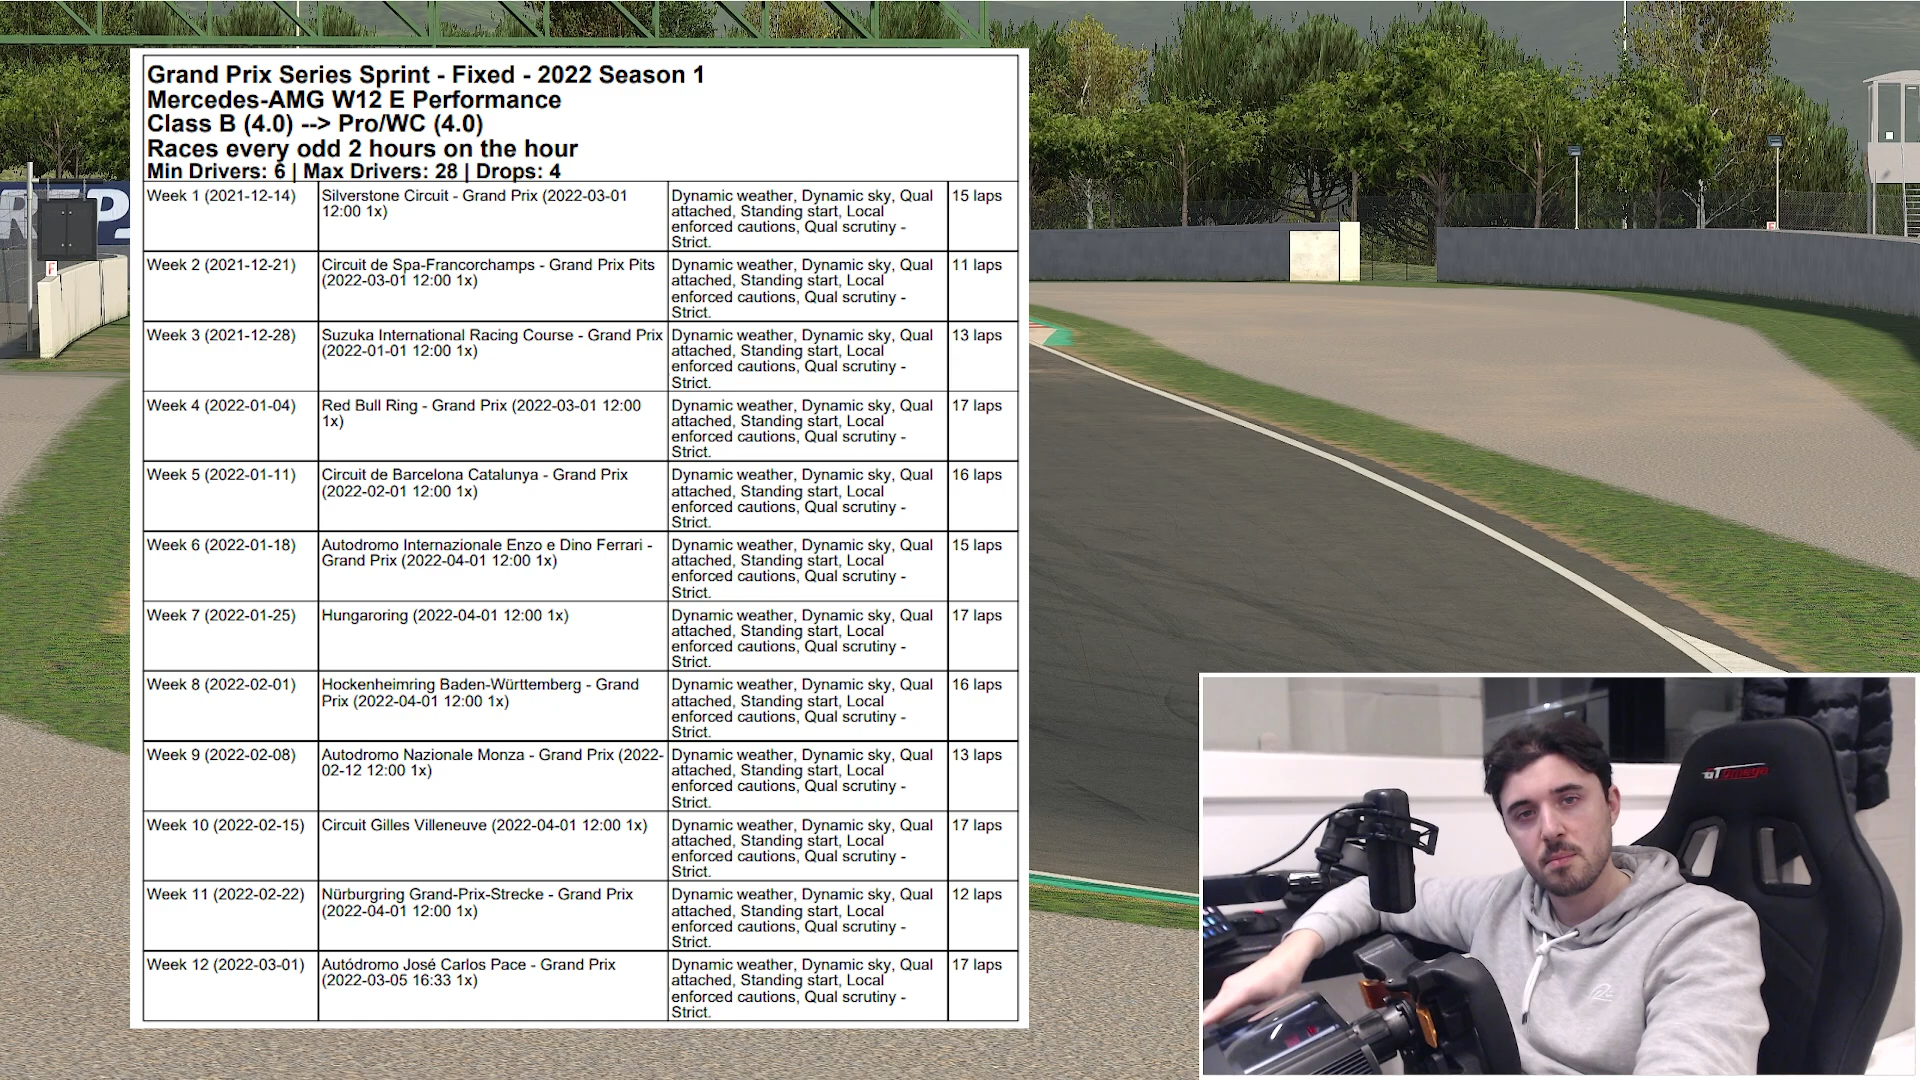 Grand Prix Series Sprint - Fixed - 2022 Season 1
Mercedes-AMG W12 E Performance
Class B (4.0) --> Pro/WC (4.0)
Races every odd 2 hours on the hour
Min Drivers: 6 | Max Drivers: 28 | Drops: 4
Week 1 (2021-12-14)
Silverstone Circuit - Grand Prix (2022-03-01
12:00 1x)
Dynamic weather, Dynamic sky, Qual
attached, Standing start, Local
enforced cautions, Qual scrutiny -
Strict.
15 laps
Week 2 (2021-12-21)
Circuit de Spa-Francorchamps - Grand Prix Pits
(2022-03-01 12:00 1x)
Dynamic weather, Dynamic sky, Qual
attached, Standing start, Local
enforced cautions, Qual scrutiny -
Strict.
11 laps
Week 3 (2021-12-28)
Suzuka International Racing Course - Grand Prix
(2022-01-01 12:00 1x)
Dynamic weather, Dynamic sky, Qual
attached, Standing start, Local
enforced cautions, Qual scrutiny -
Strict.
13 laps
Week 4 (2022-01-04)
Red Bull Ring - Grand Prix (2022-03-01 12:00
1x)
Dynamic weather, Dynamic sky, Qual
attached, Standing start, Local
enforced cautions, Qual scrutiny -
Strict.
17 laps
Week 5 (2022-01-11)
Circuit de Barcelona Catalunya - Grand Prix
(2022-02-01 12:00 1x)
Dynamic weather, Dynamic sky, Qual
attached, Standing start, Local
enforced cautions, Qual scrutiny -
Strict.
16 laps
Week 6 (2022-01-18)
Autodromo Internazionale Enzo e Dino Ferrari -
Grand Prix (2022-04-01 12:00 1x)
Dynamic weather, Dynamic sky, Qual
attached, Standing start, Local
enforced cautions, Qual scrutiny -
Strict.
15 laps
Week 7 (2022-01-25)
Hungaroring (2022-04-01 12:00 1x)
Dynamic weather, Dynamic sky, Qual
attached, Standing start, Local
enforced cautions, Qual scrutiny -
Strict.
17 laps
Week 8 (2022-02-01)
Hockenheimring Baden-Württemberg - Grand
Prix (2022-04-01 12:00 1x)
Dynamic weather, Dynamic sky, Qual
attached, Standing start, Local
enforced cautions, Qual scrutiny -
Strict.
16 laps
Week 9 (2022-02-08)
Autodromo Nazionale Monza - Grand Prix (2022-
02-12 12:00 1x)
Dynamic weather, Dynamic sky, Qual
attached, Standing start, Local
enforced cautions, Qual scrutiny -
Strict.
13 laps
Week 10 (2022-02-15)
Circuit Gilles Villeneuve (2022-04-01 12:00 1x)
Dynamic weather, Dynamic sky, Qual
attached, Standing start, Local
enforced cautions, Qual scrutiny -
Strict.
17 laps
Week 11 (2022-02-22)
Nürburgring Grand-Prix-Strecke - Grand Prix
(2022-04-01 12:00 1x)
Dynamic weather, Dynamic sky, Qual
attached, Standing start, Local
enforced cautions, Qual scrutiny -
Strict.
12 laps
Week 12 (2022-03-01)
Autódromo José Carlos Pace - Grand Prix
(2022-03-05 16:33 1x)
Dynamic weather, Dynamic sky, Qual
attached, Standing start, Local
enforced cautions, Qual scrutiny -
Strict.
17 laps
GT omega